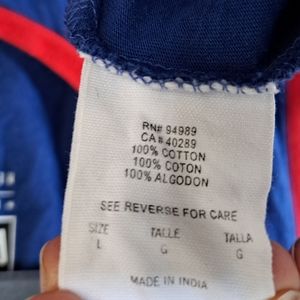 RN# 94989
CA# 40289
100% COTTON
100% COTON
100% ALGODON
SEE REVERSE FOR CARE
SIZE TAILLE TALLA
L G G
MADE IN INDIA